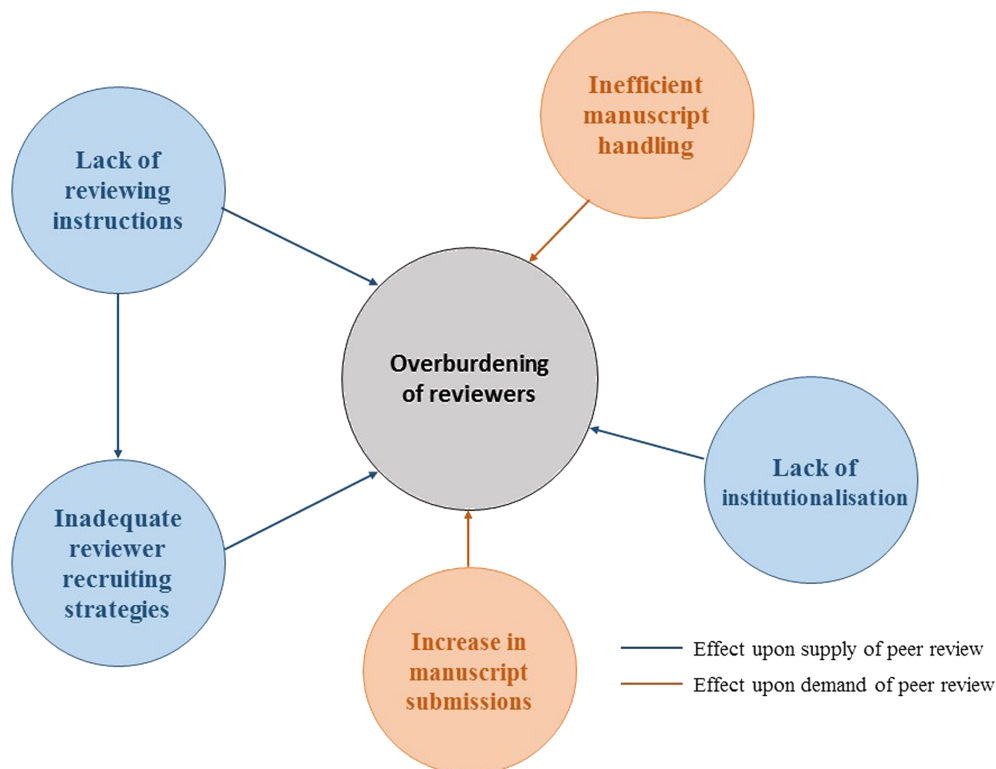 Inefficient
manuscript
handling
Lack of
reviewing
instructions
Overburdening
of reviewers
Lack of
institutionalisation
Inadequate
reviewer
recruiting
strategies
Increase in
manuscript
submissions
Effect upon supply of peer review
Effect upon demand of peer review